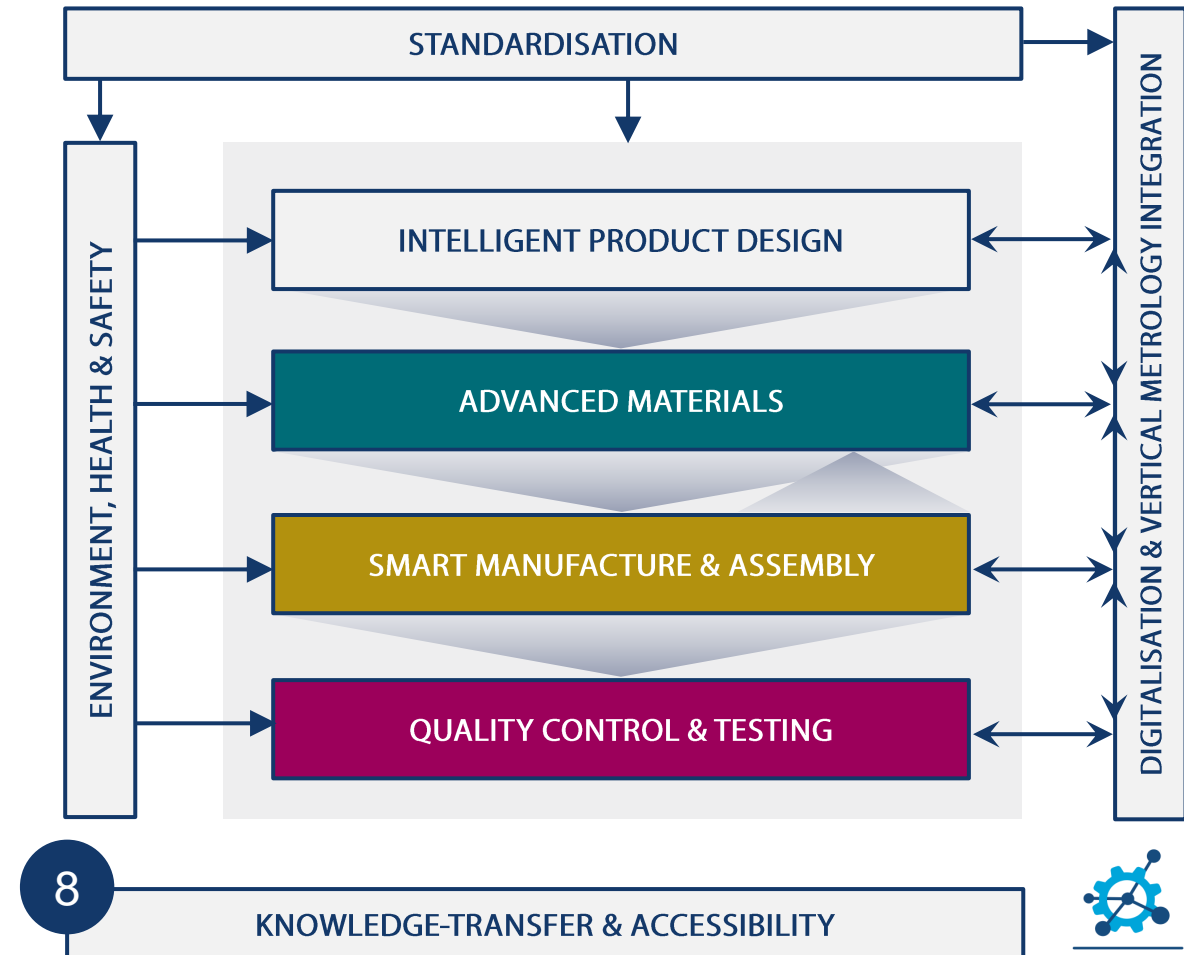 STANDARDISATION
ENVIRONMENT, HEALTH & SAFETY
INTELLIGENT PRODUCT DESIGN
ADVANCED MATERIALS
SMART MANUFACTURE & ASSEMBLY
QUALITY CONTROL & TESTING
DIGITALISATION & VERTICAL METROLOGY INTEGRATION
8
KNOWLEDGE-TRANSFER & ACCESSIBILITY